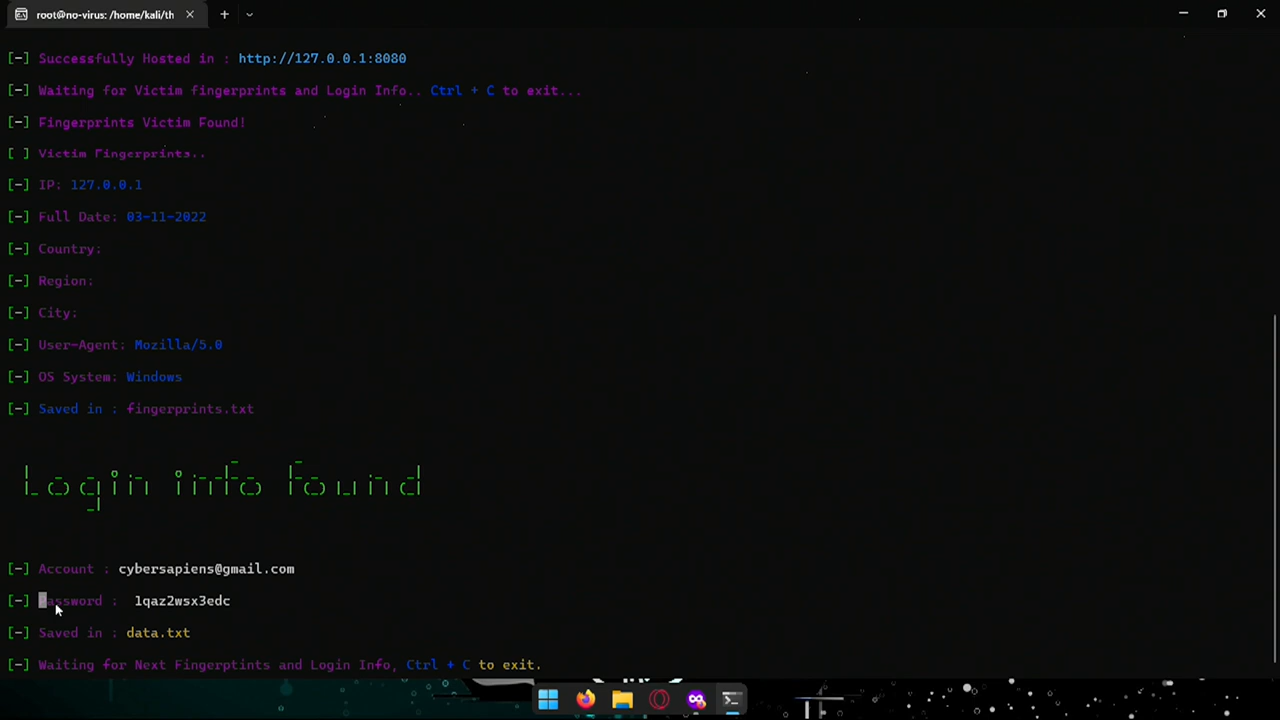 root@no-virus: /home/kali/th
[-] Successfully Hosted in : http://127.0.0.1:8080
[-] Waiting for Victim fingerprints and Login Info.. Ctrl + C to exit...
[-] Fingerprints Victim Found!
[ ] Victim Fingerprints..
[-] IP: 127.0.0.1
[-] Full Date: 03-11-2022
[-] Country:
[-] Region:
[-] City:
[-] User-Agent: Mozilla/5.0
[-] OS System: Windows
[-] Saved in : fingerprints.txt
Login info found
[-] Account : cybersapiens@gmail.com
[-] Password : 1qaz2wsx3edc
[-] Saved in : data.txt
[-] Waiting for Next Fingerptints and Login Info, Ctrl + C to exit.